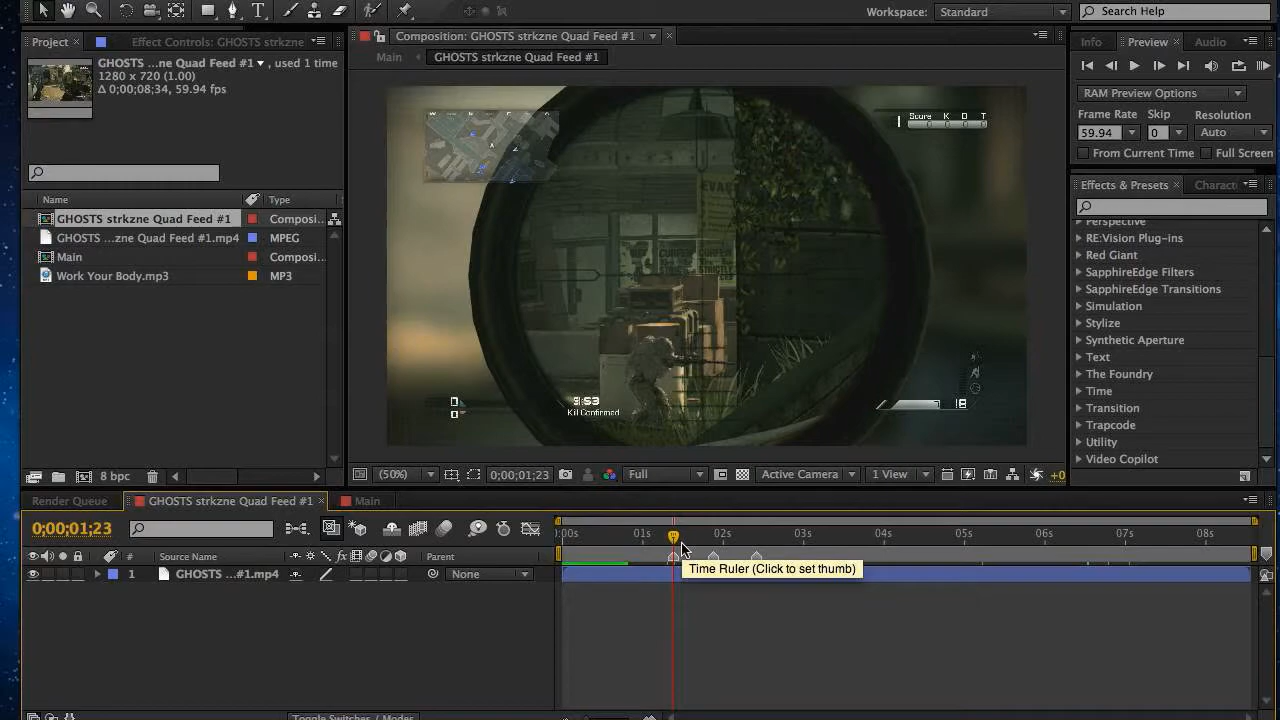 Workspace: Standard
Search Help
Project
Effect Controls: GHOSTS strkzne
Composition: GHOSTS strkzne Quad Feed #1
Info
Preview
Audio
GHOSTS ...ne Quad Feed #1 , used 1 time
1280 x 720 (1.00)
Δ 0;00;08;34, 59.94 fps
Main
GHOSTS strkzne Quad Feed #1
RAM Preview Options
Frame Rate Skip Resolution
59.94 0 Auto
From Current Time Full Screen
Score K D T
Effects & Presets
Charact
Name Type
GHOSTS strkzne Quad Feed #1 Composi...
GHOSTS ...zne Quad Feed #1.mp4 MPEG
Main Composi...
Work Your Body.mp3 MP3
Perspective
RE:Vision Plug-ins
Red Giant
SapphireEdge Filters
SapphireEdge Transitions
Simulation
Stylize
Synthetic Aperture
Text
The Foundry
Time
Transition
Trapcode
Utility
Video Copilot
9:53
Kill Confirmed
0
0
18
8 bpc
(50%) 0;00;01;23 Full Active Camera 1 View +0
Render Queue
GHOSTS strkzne Quad Feed #1
Main
0;00;01;23
:00s 01s 02s 03s 04s 05s 06s 07s 08s
# Source Name Parent
1 GHOSTS ...#1.mp4 None
Time Ruler (Click to set thumb)
Toggle Switches / Modes